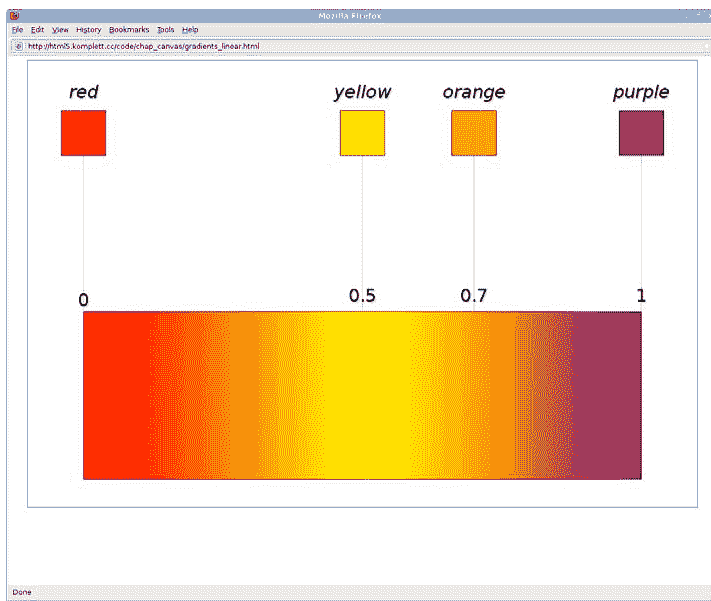 Mozilla Firefox
File Edit View History Bookmarks Tools Help
http://html5.komplett.cc/code/chap_canvas/gradients_linear.html
red yellow orange purple
0 0.5 0.7 1
Done